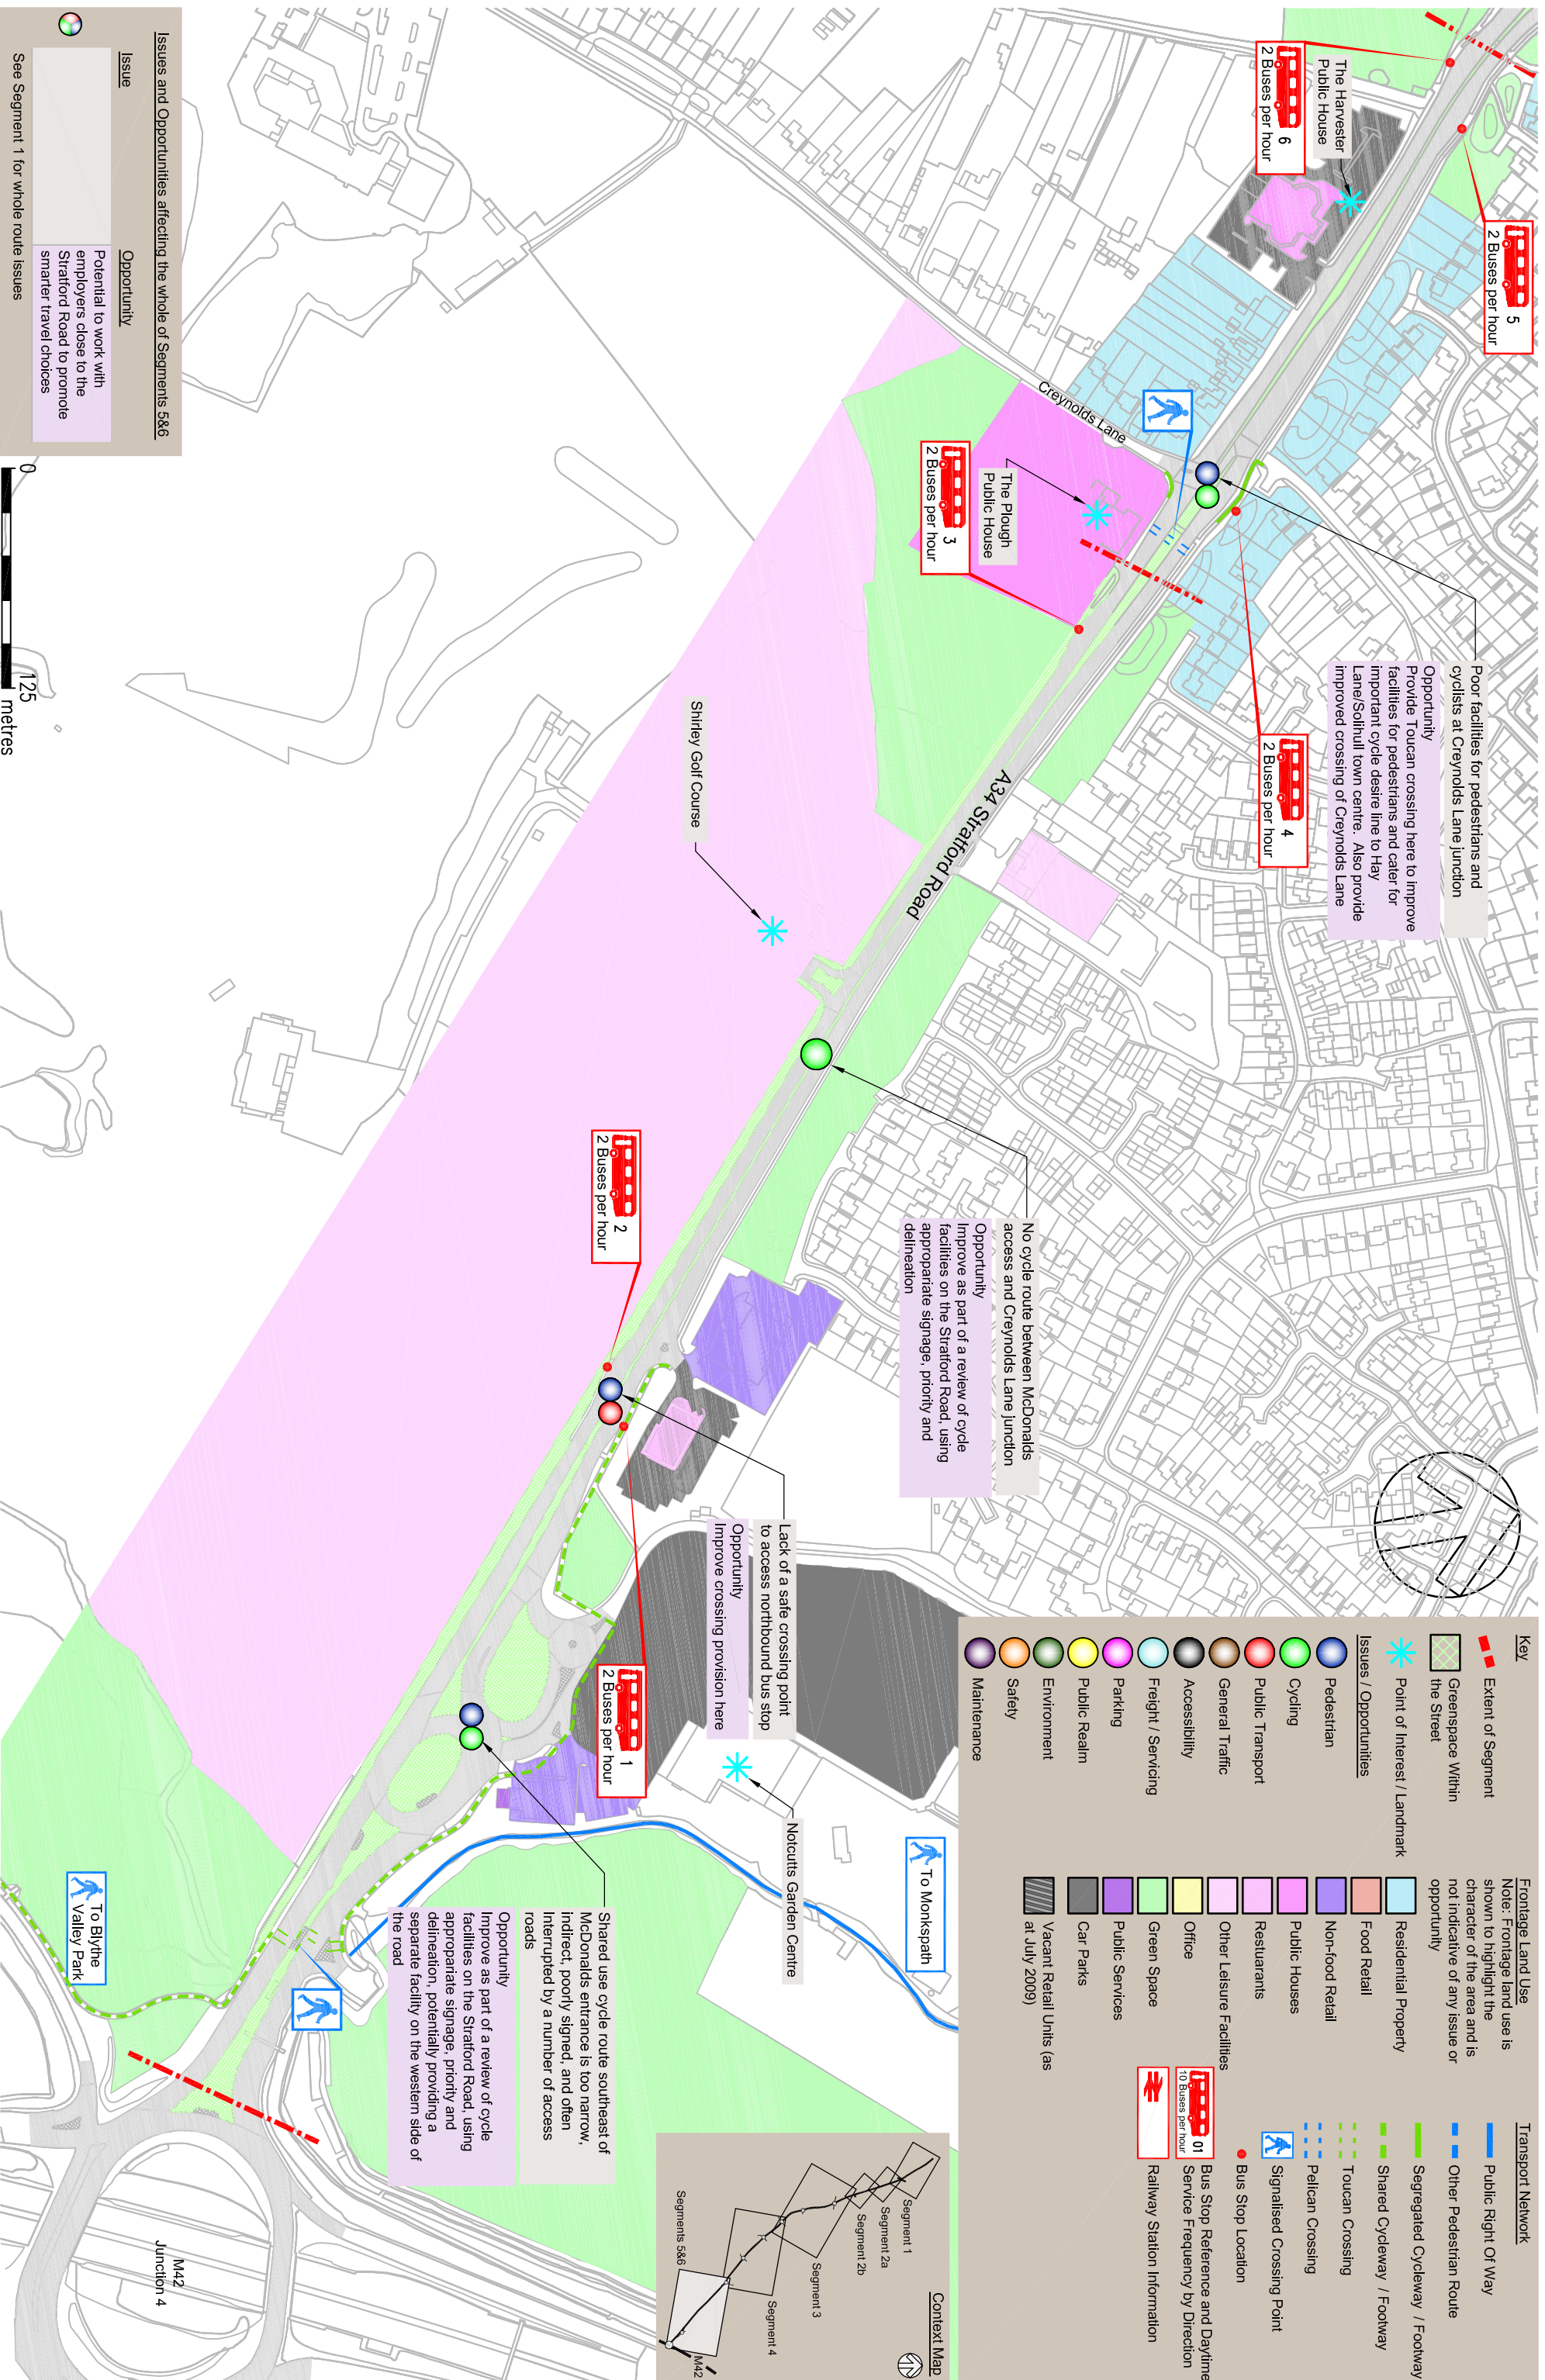 The Harvester
Public House
6
2 Buses per hour
5
2 Buses per hour
Creynolds Lane
The Plough
Public House
3
2 Buses per hour
4
2 Buses per hour
Poor facilities for pedestrians and
cyclists at Creynolds Lane junction
Opportunity
Provide Toucan crossing here to improve
facilities for pedestrians and cater for
important cycle desire line to Hay
Lane/Solihull town centre. Also provide
improved crossing of Creynolds Lane
A34 Stratford Road
Shirley Golf Course
No cycle route between McDonalds
access and Creynolds Lane junction
Opportunity
Improve as part of a review of cycle
facilities on the Stratford Road, using
appropariate signage, priority and
delineation
2
2 Buses per hour
Lack of a safe crossing point
to access northbound bus stop
Opportunity
Improve crossing provision here
1
2 Buses per hour
Notcutts Garden Centre
To Monkspath
Shared use cycle route southeast of
McDonalds entrance is too narrow,
indirect, poorly signed, and often
Interrupted by a number of access
roads
Opportunity
Improve as part of a review of cycle
facilities on the Stratford Road, using
appropariate signage, priority and
delineation, potentially providing a
separate facility on the western side of
the road
To Blythe
Valley Park
M42
Junction 4
Issues and Opportunities affecting the whole of Segments 5&6
Issue
Opportunity
Potential to work with
employers close to the
Stratford Road to promote
smarter travel choices
See Segment 1 for whole route issues
0
125
metres
N
Key
Extent of Segment
Greenspace Within
the Street
Point of Interest / Landmark
Issues / Opportunities
Pedestrian
Cycling
Public Transport
General Traffic
Accessibility
Freight / Servicing
Parking
Public Realm
Environment
Safety
Maintenance
Frontage Land Use
Note: Frontage land use is
shown to highlight the
character of the area and is
not indicative of any issue or
opportunity
Residential Property
Food Retail
Non-food Retail
Public Houses
Restuarants
Other Leisure Facilities
Office
Green Space
Public Services
Car Parks
Vacant Retail Units (as
at July 2009)
Transport Network
Public Right Of Way
Other Pedestrian Route
Segregated Cycleway / Footway
Shared Cycleway / Footway
Toucan Crossing
Pelican Crossing
Signalised Crossing Point
Bus Stop Location
01
10 Buses per hour
Bus Stop Reference and Daytime
Service Frequency by Direction
Railway Station Information
Context Map
Segment 1
Segment 2a
Segment 2b
Segment 3
Segment 4
Segments 5&6
M42